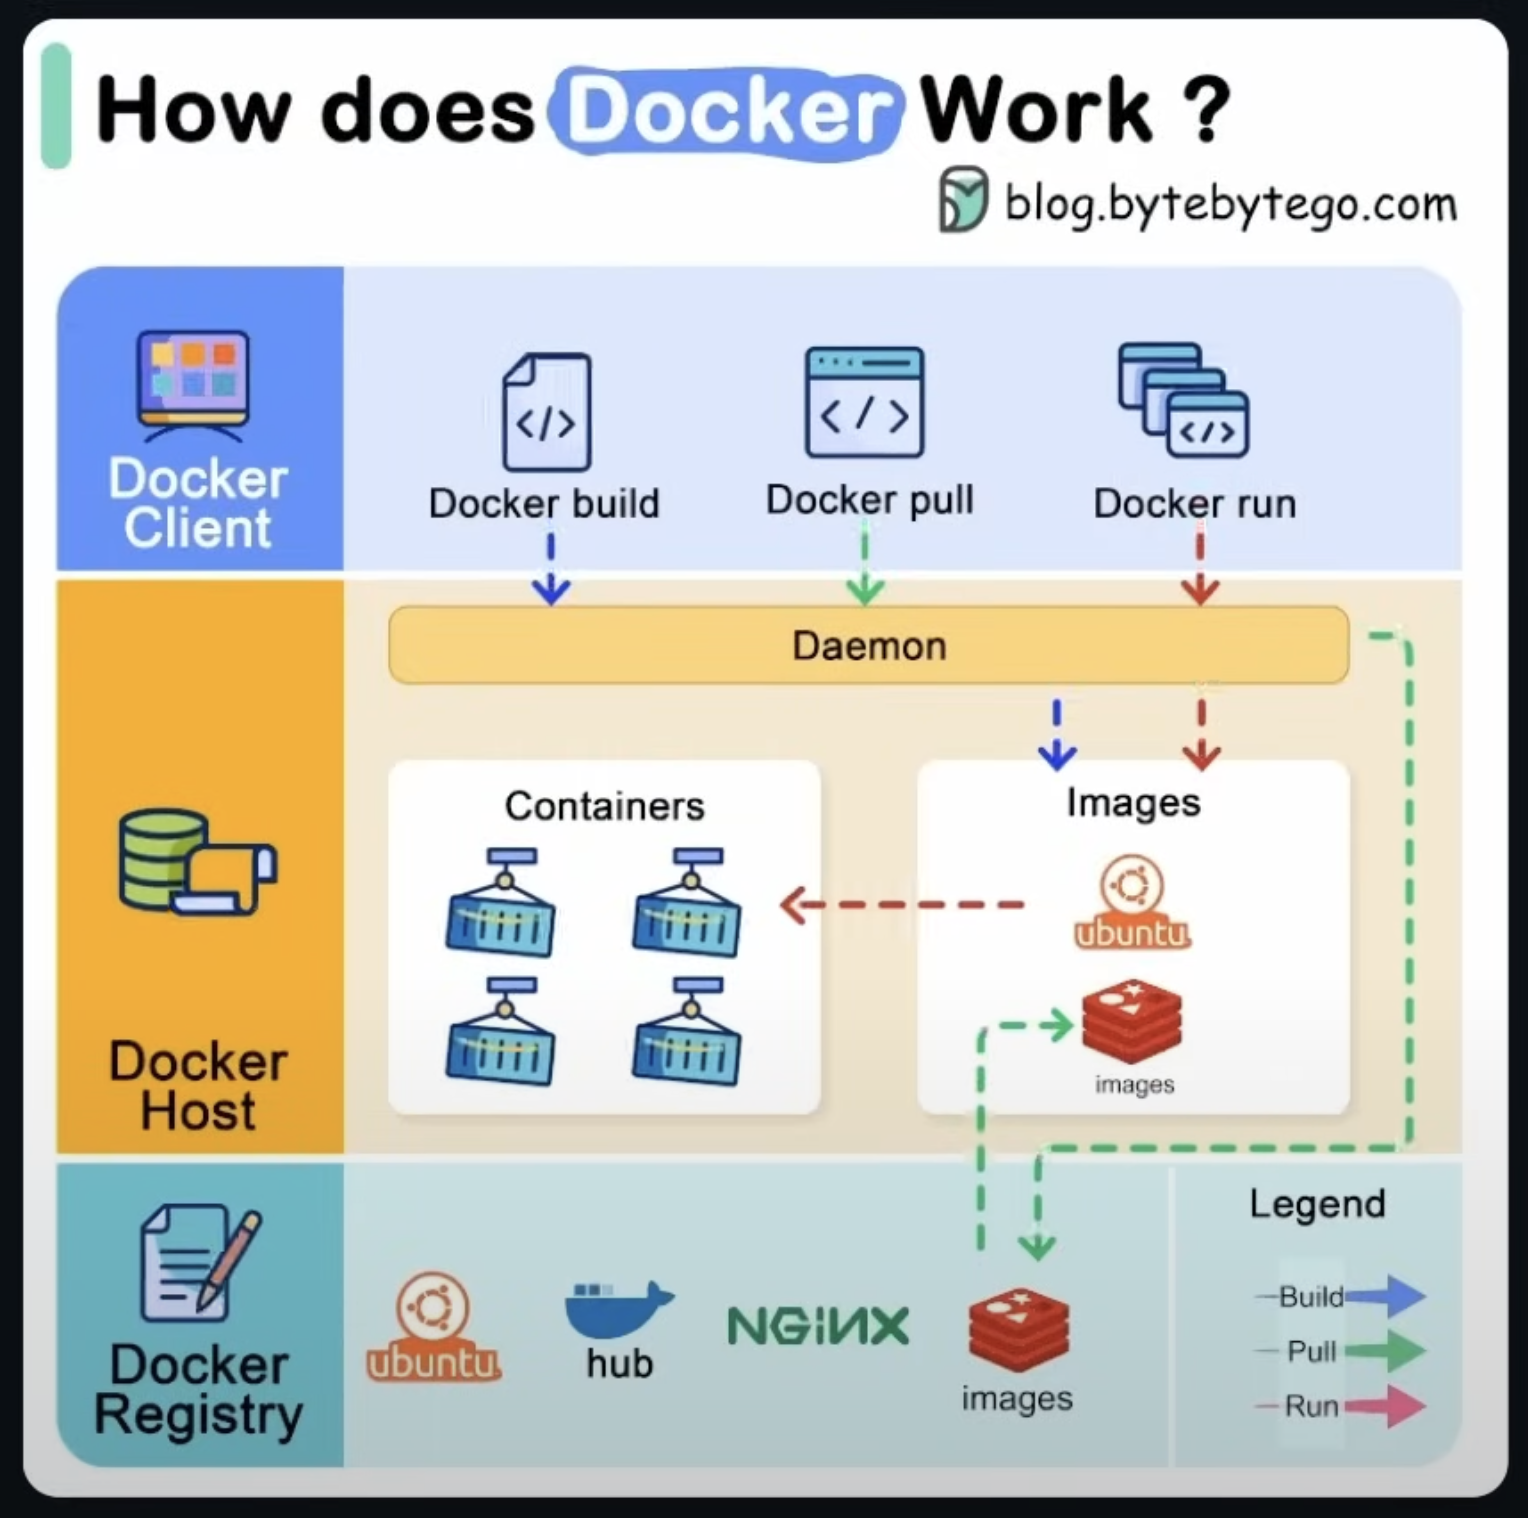 How does Docker Work ?
blog.bytebytego.com
Docker
Client
Docker build
Docker pull
Docker run
Daemon
Docker
Host
Containers
Images
ubuntu
images
Docker
Registry
ubuntu
hub
NGiNX
images
Legend
Build
Pull
Run